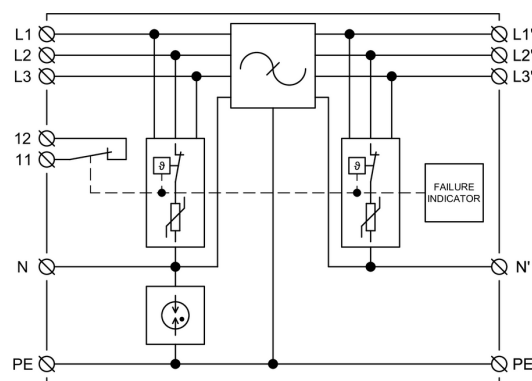 L1 L1'
L2 L2'
L3 L3'
12
11
ϑ ϑ
FAILURE
INDICATOR
N N'
PE PE